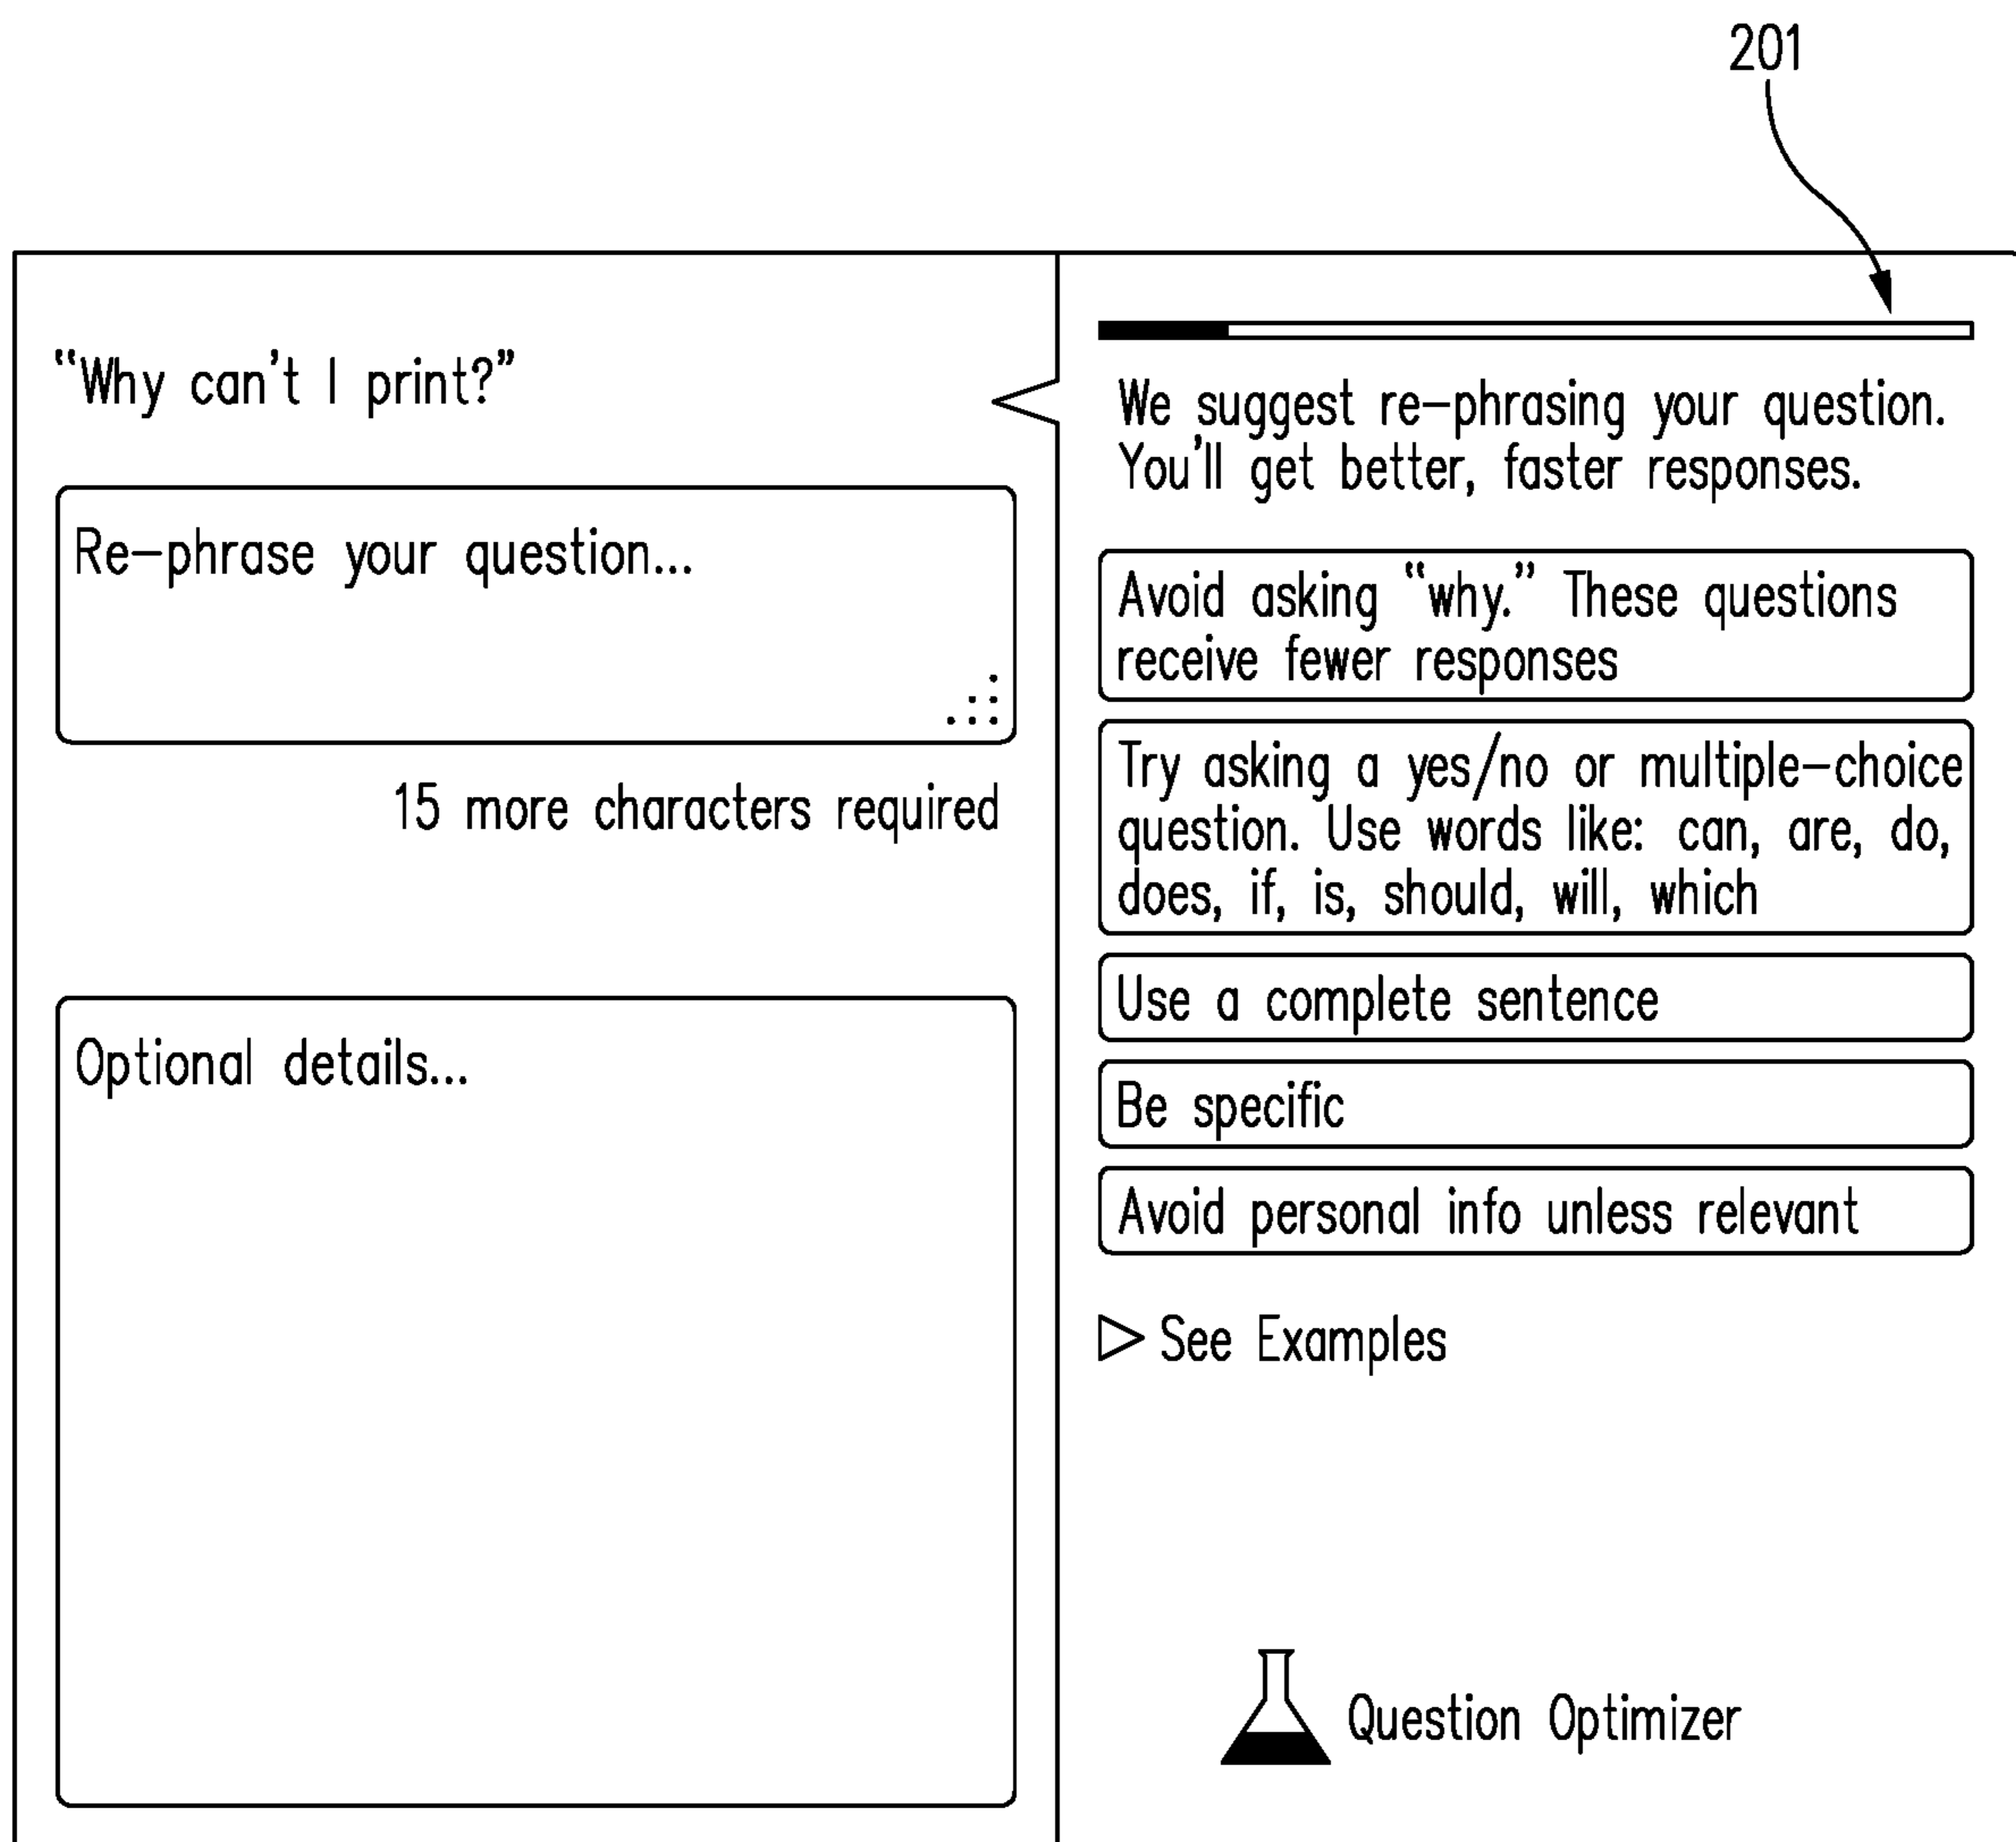 201
“Why can't I print?”
Re-phrase your question...
15 more characters required
Optional details...
We suggest re-phrasing your question.
You'll get better, faster responses.
Avoid asking “why.” These questions
receive fewer responses
Try asking a yes/no or multiple-choice
question. Use words like: can, are, do,
does, if, is, should, will, which
Use a complete sentence
Be specific
Avoid personal info unless relevant
See Examples
Question Optimizer